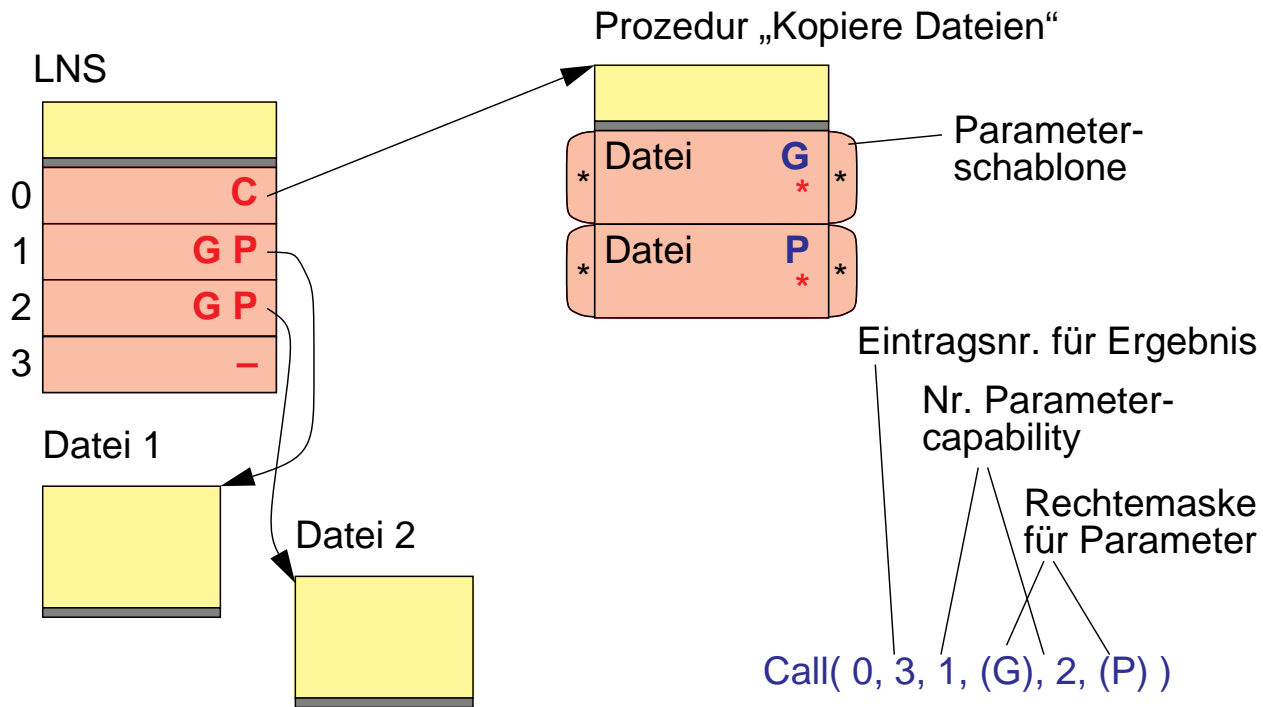 Prozedur „Kopiere Dateien“
LNS
0 C
1 G P
2 G P
3 –
Datei G
* * *
Datei P
* * *
Parameter-
schablone
Datei 1
Datei 2
Eintragsnr. für Ergebnis
Nr. Parameter-
capability
Rechtemaske
für Parameter
Call( 0, 3, 1, (G), 2, (P) )